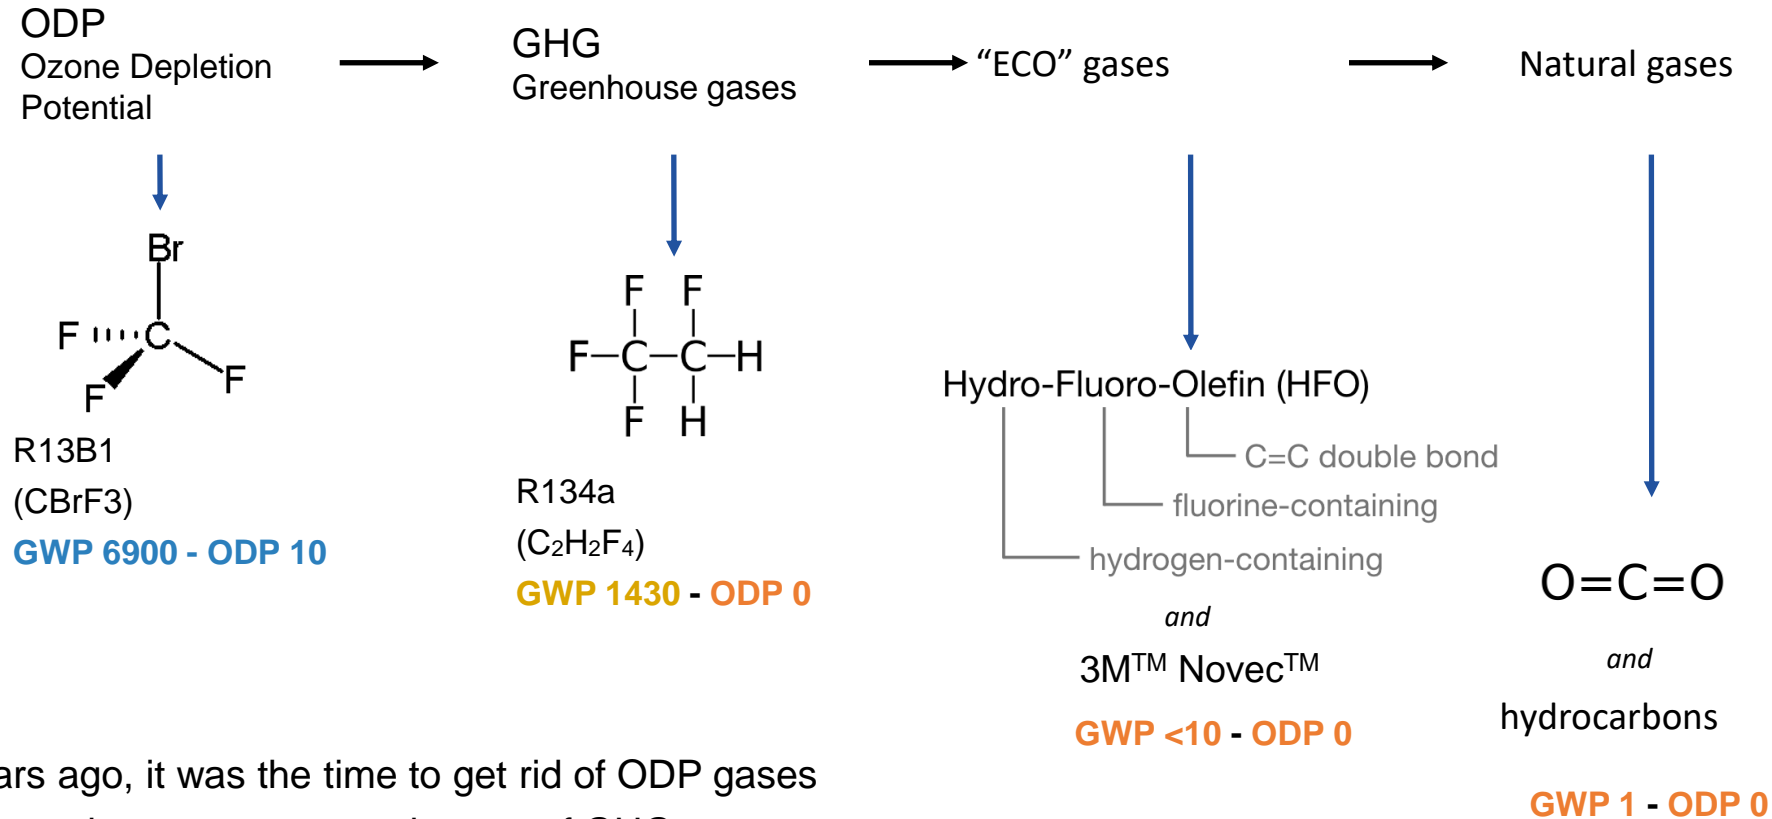 ODP
Ozone Depletion
Potential
GHG
Greenhouse gases
“ECO” gases
Natural gases
Br
F
C
F
F
R13B1
(CBrF3)
GWP 6900 - ODP 10
F F
F C C H
F H
R134a
(C₂H₂F₄)
GWP 1430 - ODP 0
Hydro-Fluoro-Olefin (HFO)
C=C double bond
fluorine-containing
hydrogen-containing
and
3M™ Novec™
GWP <10 - ODP 0
O=C=O
and
hydrocarbons
GWP 1 - ODP 0
ago, it was the time to get rid of ODP gases